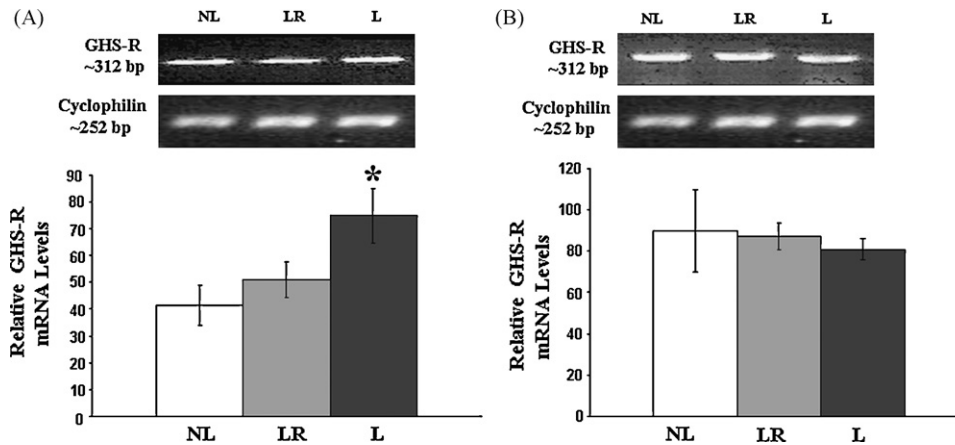 (A)
NL LR L
GHS-R
~312 bp
Cyclophilin
~252 bp
Relative GHS-R
mRNA Levels
90
80
70
60
50
40
30
20
10
0
*
NL LR L
(B)
NL LR L
GHS-R
~312 bp
Cyclophilin
~252 bp
Relative GHS-R
mRNA Levels
120
100
80
60
40
20
0
NL LR L